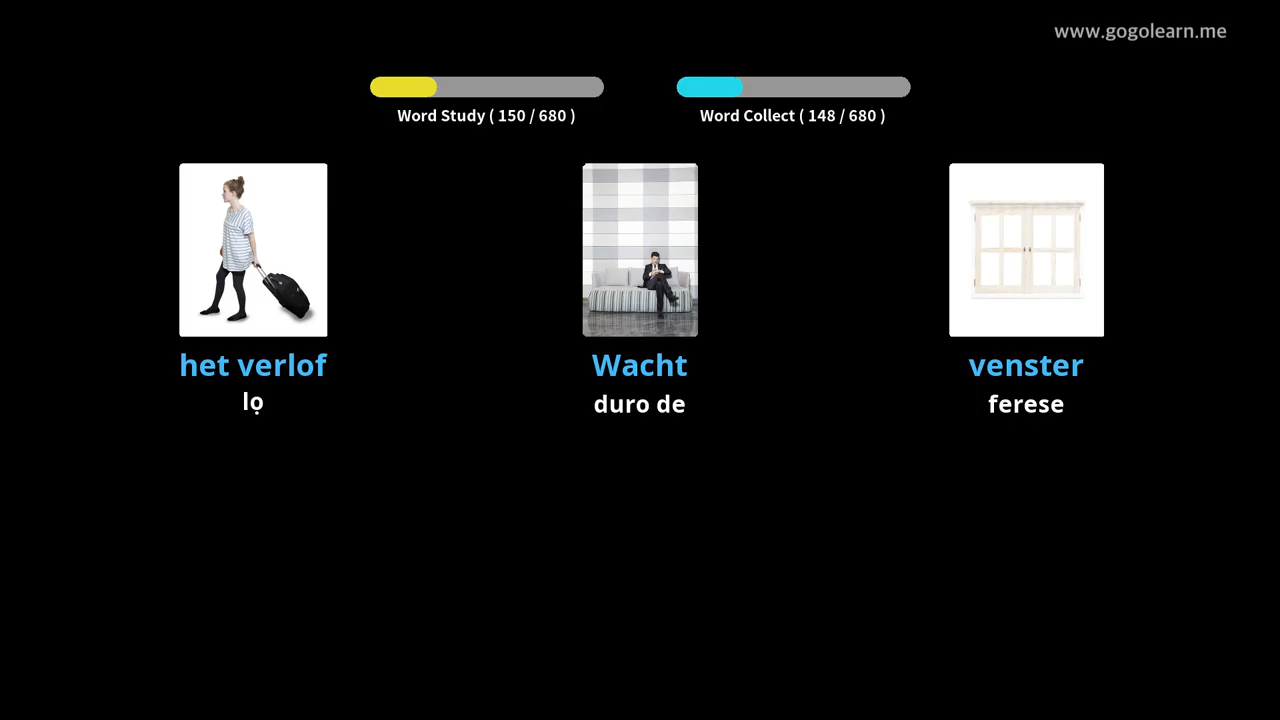 www.gogolearn.me
Word Study ( 150 / 680 )
Word Collect ( 148 / 680 )
het verlof
lọ
Wacht
duro de
venster
ferese